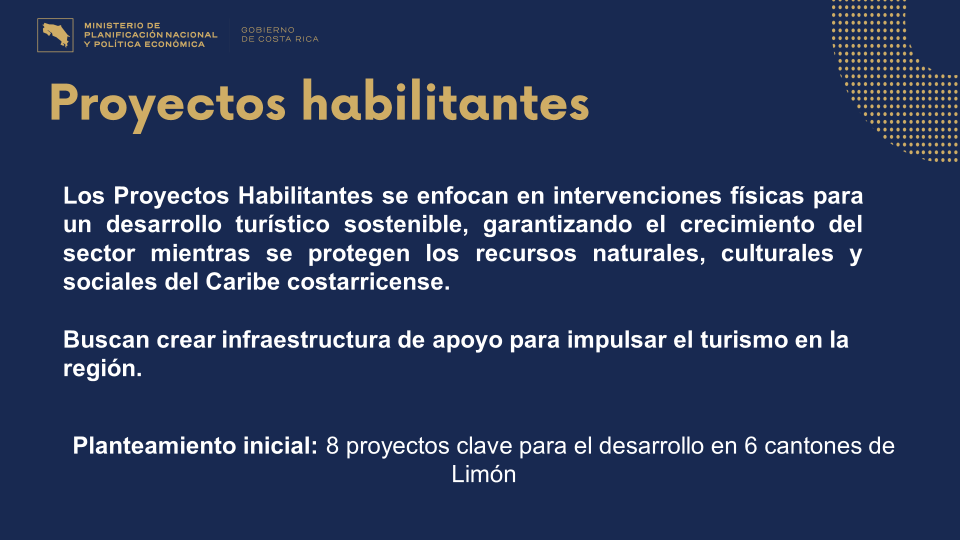 MINISTERIO DE
PLANIFICACIÓN NACIONAL
Y POLÍTICA ECONÓMICA
GOBIERNO
DE COSTA RICA
Proyectos habilitantes
Los Proyectos Habilitantes se enfocan en intervenciones físicas para
un desarrollo turístico sostenible, garantizando el crecimiento del
sector mientras se protegen los recursos naturales, culturales y
sociales del Caribe costarricense.
Buscan crear infraestructura de apoyo para impulsar el turismo en la
región.
Planteamiento inicial: 8 proyectos clave para el desarrollo en 6 cantones de
Limón